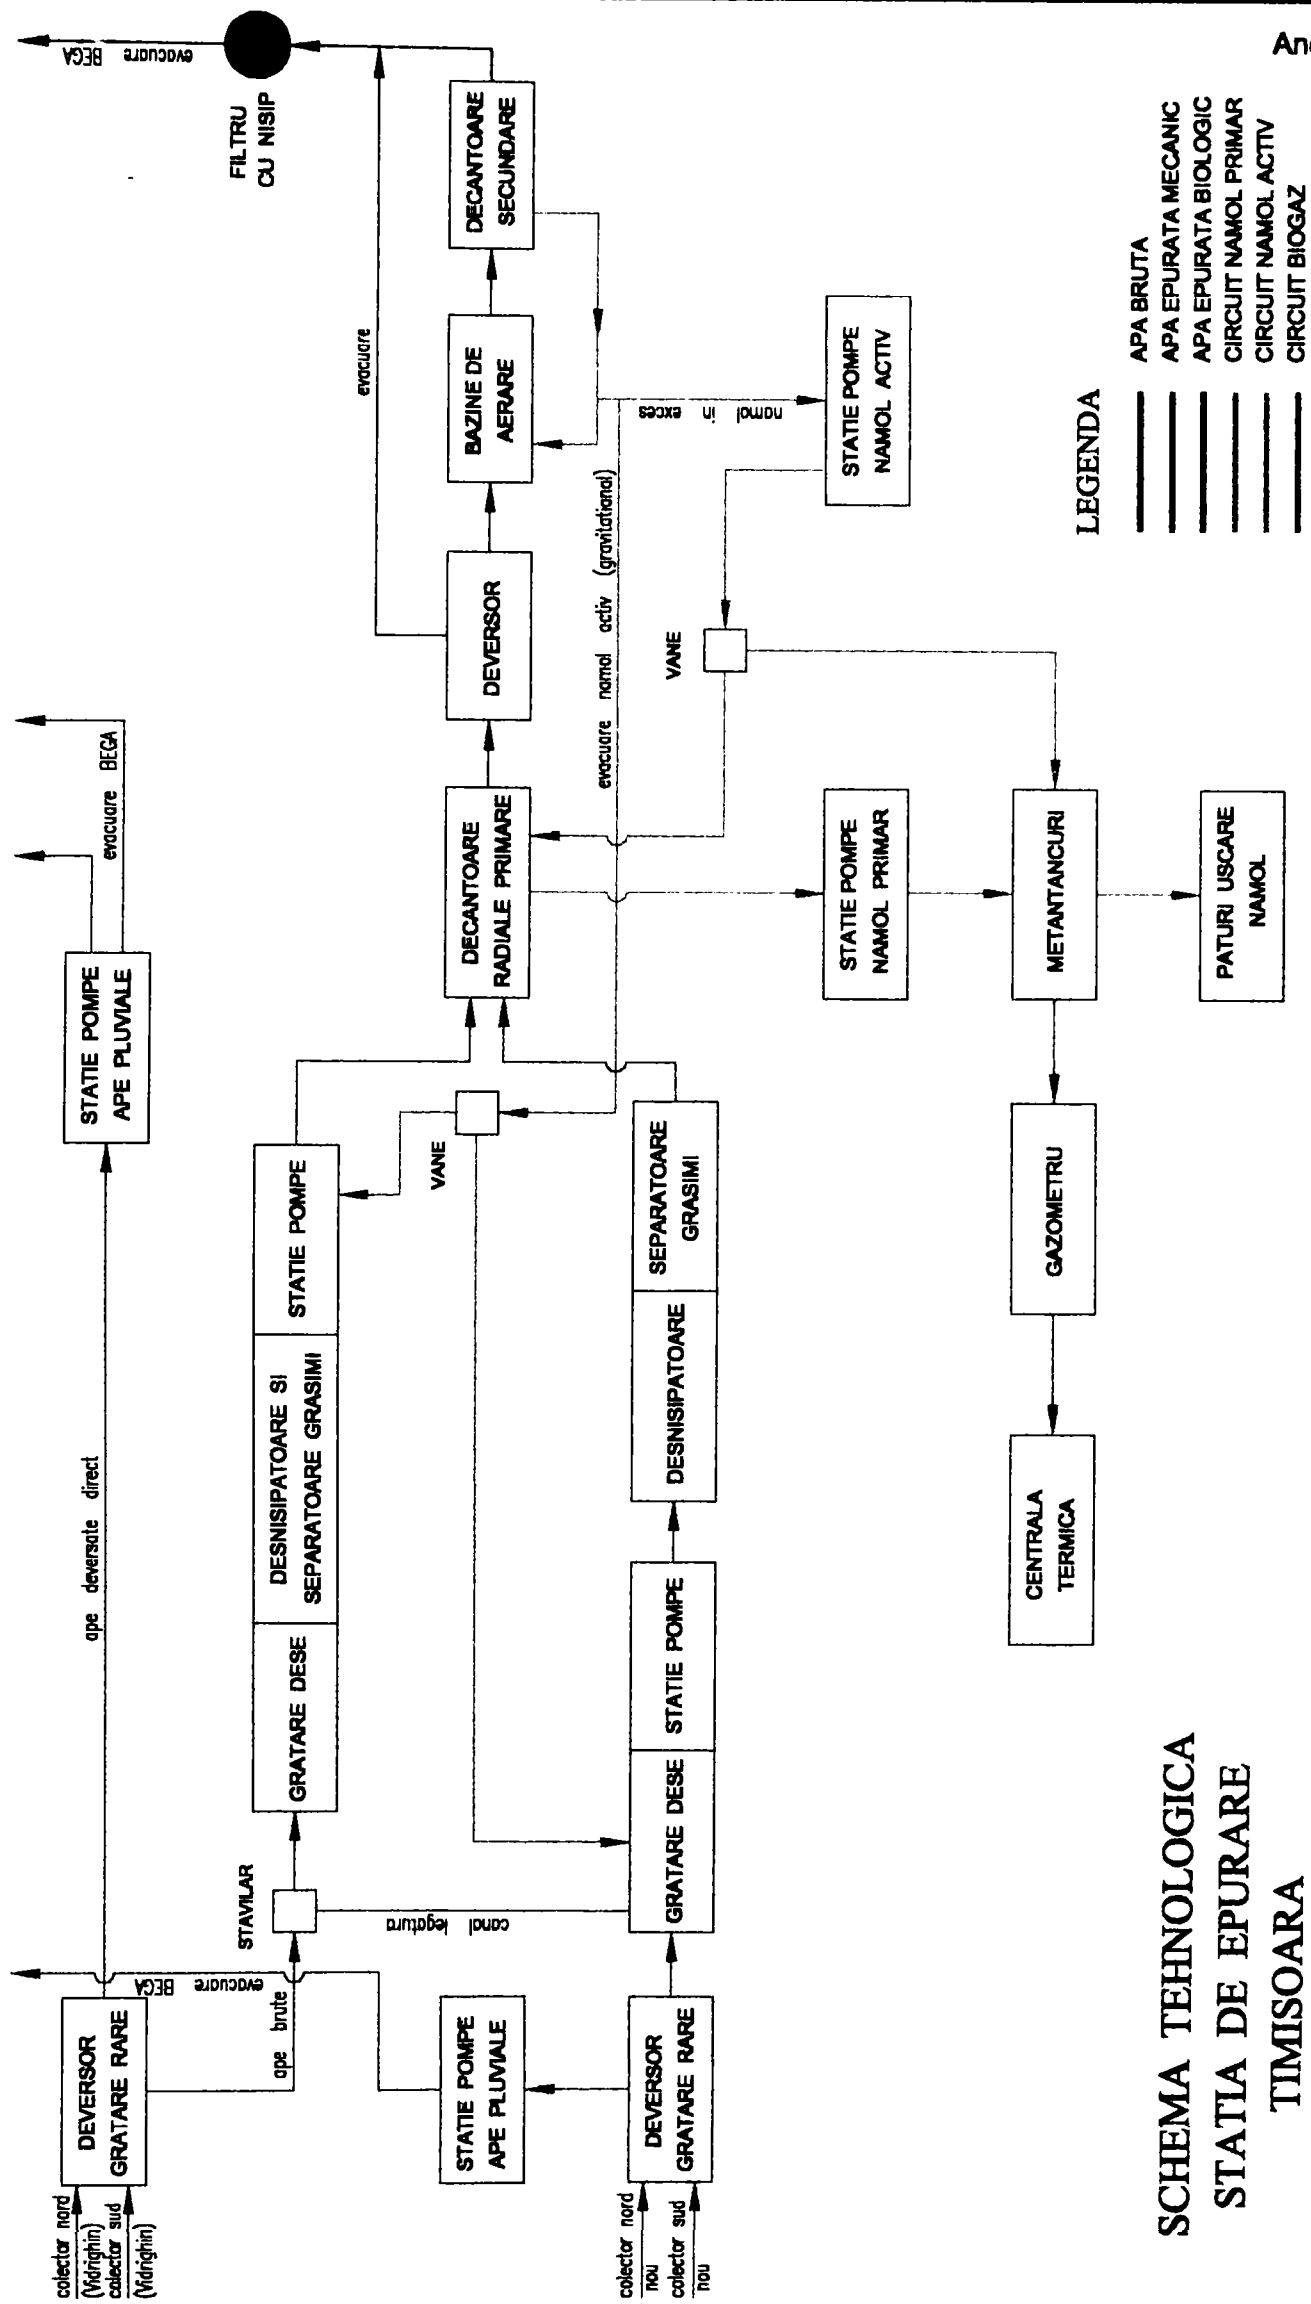 colector nord
(Vidrighin)
colector sud
(Vidrighin)
DEVERSOR
GRATARE RARE
ape deversate direct
STATIE POMPE
APE PLUVIALE
evacuare BEGA
evacuare BEGA
FILTRU
CU NISIP
evacuare BEGA
ape brute
STAVILAR
GRATARE DESE
DESNISIPATOARE SI
SEPARATOARE GRASIMI
STATIE POMPE
evacuare
STATIE POMPE
APE PLUVIALE
canal legatura
VANE
DECANTOARE
RADIALE PRIMARE
DEVERSOR
BAZINE DE
AERARE
DECANTOARE
SECUNDARE
colector nord
nou
colector sud
nou
DEVERSOR
GRATARE RARE
GRATARE DESE
STATIE POMPE
DESNISIPATOARE
SEPARATOARE
GRASIMI
evacuare namol activ (gravitational)
namol in exces
VANE
STATIE POMPE
NAMOL PRIMAR
STATIE POMPE
NAMOL ACTIV
CENTRALA
TERMICA
GAZOMETRU
METANTANCURI
PATURI USCARE
NAMOL
LEGENDA
APA BRUTA
APA EPURATA MECANIC
APA EPURATA BIOLOGIC
CIRCUIT NAMOL PRIMAR
CIRCUIT NAMOL ACTIV
CIRCUIT BIOGAZ
SCHEMA TEHNOLOGICA
STATIA DE EPURARE
TIMISOARA